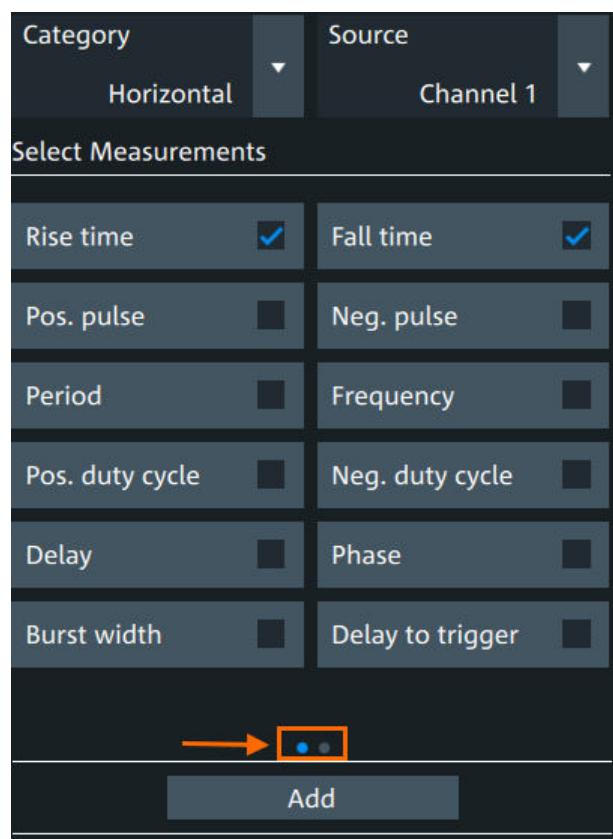 Category Source
Horizontal Channel 1
Select Measurements
Rise time Fall time
Pos. pulse Neg. pulse
Period Frequency
Pos. duty cycle Neg. duty cycle
Delay Phase
Burst width Delay to trigger
Add